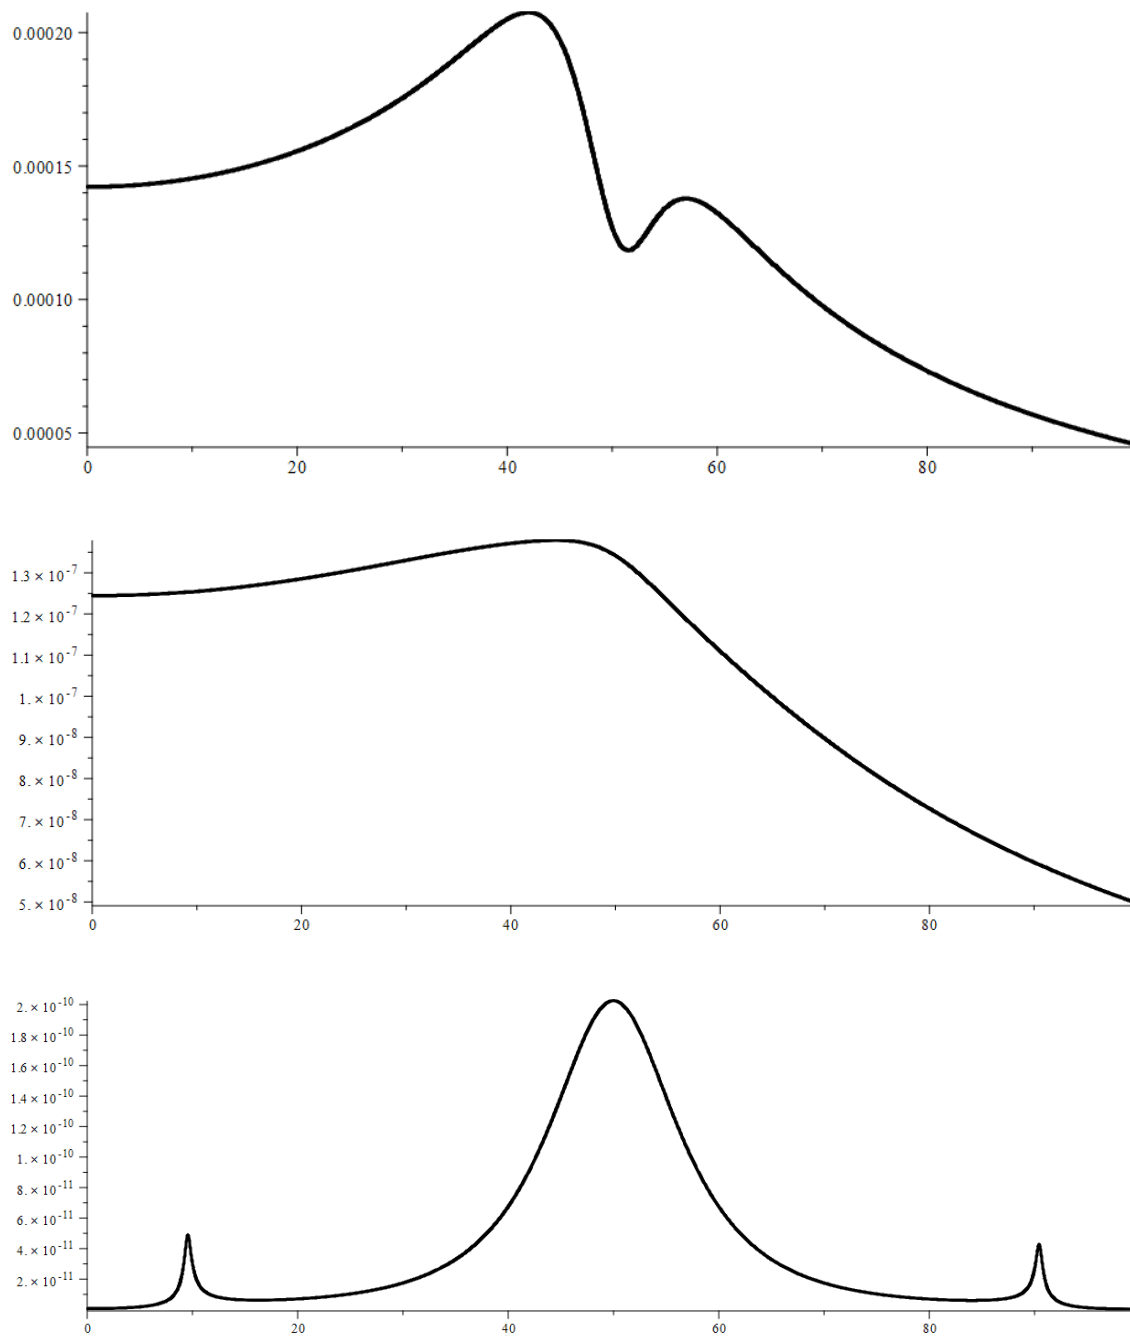 0.00020
0.00015
0.00010
0.00005
0 20 40 60 80
1.3 × 10⁻⁷
1.2 × 10⁻⁷
1.1 × 10⁻⁷
1. × 10⁻⁷
9. × 10⁻⁸
8. × 10⁻⁸
7. × 10⁻⁸
6. × 10⁻⁸
5. × 10⁻⁸
0 20 40 60 80
2. × 10⁻¹⁰
1.8 × 10⁻¹⁰
1.6 × 10⁻¹⁰
1.4 × 10⁻¹⁰
1.2 × 10⁻¹⁰
1. × 10⁻¹⁰
8. × 10⁻¹¹
6. × 10⁻¹¹
4. × 10⁻¹¹
2. × 10⁻¹¹
0 20 40 60 80